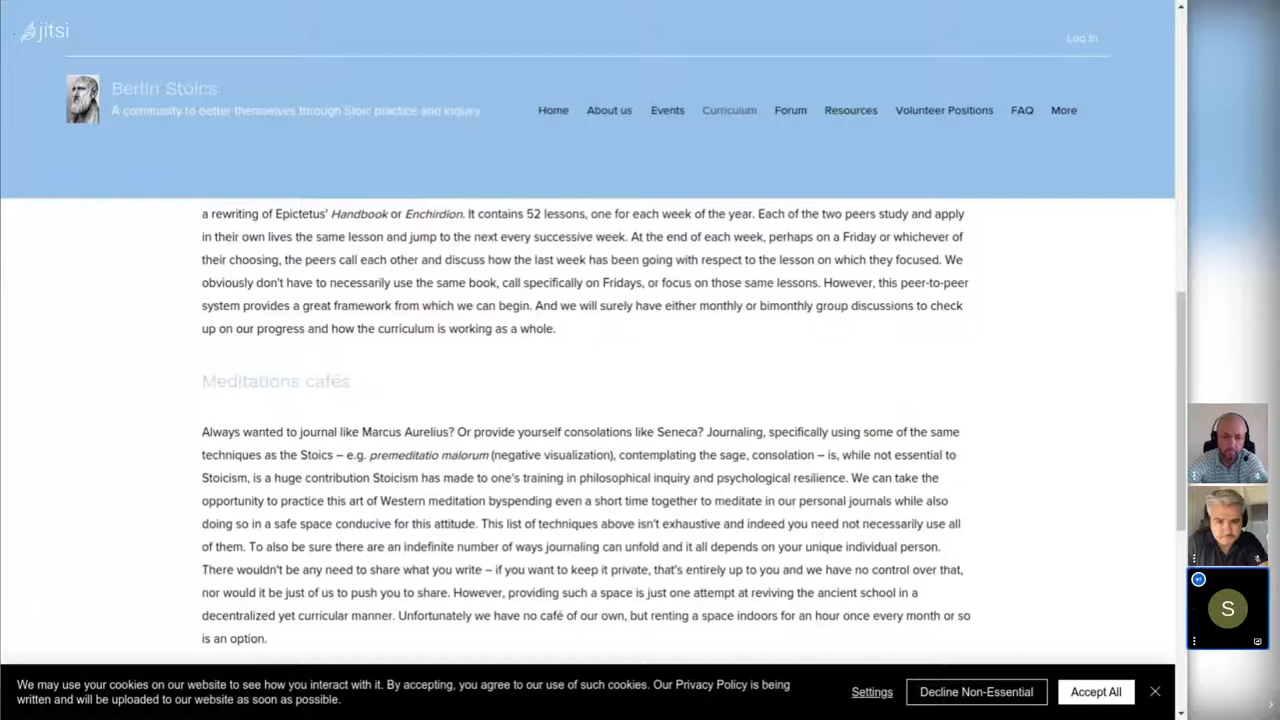 jitsi
Log In
Berlin Stoics
A community to better themselves through Stoic practice and inquiry
Home About us Events Curriculum Forum Resources Volunteer Positions FAQ More
a rewriting of Epictetus' Handbook or Enchirdion. It contains 52 lessons, one for each week of the year. Each of the two peers study and apply
in their own lives the same lesson and jump to the next every successive week. At the end of each week, perhaps on a Friday or whichever of
their choosing, the peers call each other and discuss how the last week has been going with respect to the lesson on which they focused. We
obviously don't have to necessarily use the same book, call specifically on Fridays, or focus on those same lessons. However, this peer-to-peer
system provides a great framework from which we can begin. And we will surely have either monthly or bimonthly group discussions to check
up on our progress and how the curriculum is working as a whole.
Meditations cafés
Always wanted to journal like Marcus Aurelius? Or provide yourself consolations like Seneca? Journaling, specifically using some of the same
techniques as the Stoics – e.g. premeditatio malorum (negative visualization), contemplating the sage, consolation – is, while not essential to
Stoicism, is a huge contribution Stoicism has made to one's training in philosophical inquiry and psychological resilience. We can take the
opportunity to practice this art of Western meditation byspending even a short time together to meditate in our personal journals while also
doing so in a safe space conducive for this attitude. This list of techniques above isn't exhaustive and indeed you need not necessarily use all
of them. To also be sure there are an indefinite number of ways journaling can unfold and it all depends on your unique individual person.
There wouldn't be any need to share what you write – if you want to keep it private, that's entirely up to you and we have no control over that,
nor would it be just of us to push you to share. However, providing such a space is just one attempt at reviving the ancient school in a
decentralized yet curricular manner. Unfortunately we have no café of our own, but renting a space indoors for an hour once every month or so
is an option.
We may use your cookies on our website to see how you interact with it. By accepting, you agree to our use of such cookies. Our Privacy Policy is being
written and will be uploaded to our website as soon as possible.
Settings Decline Non-Essential Accept All
S